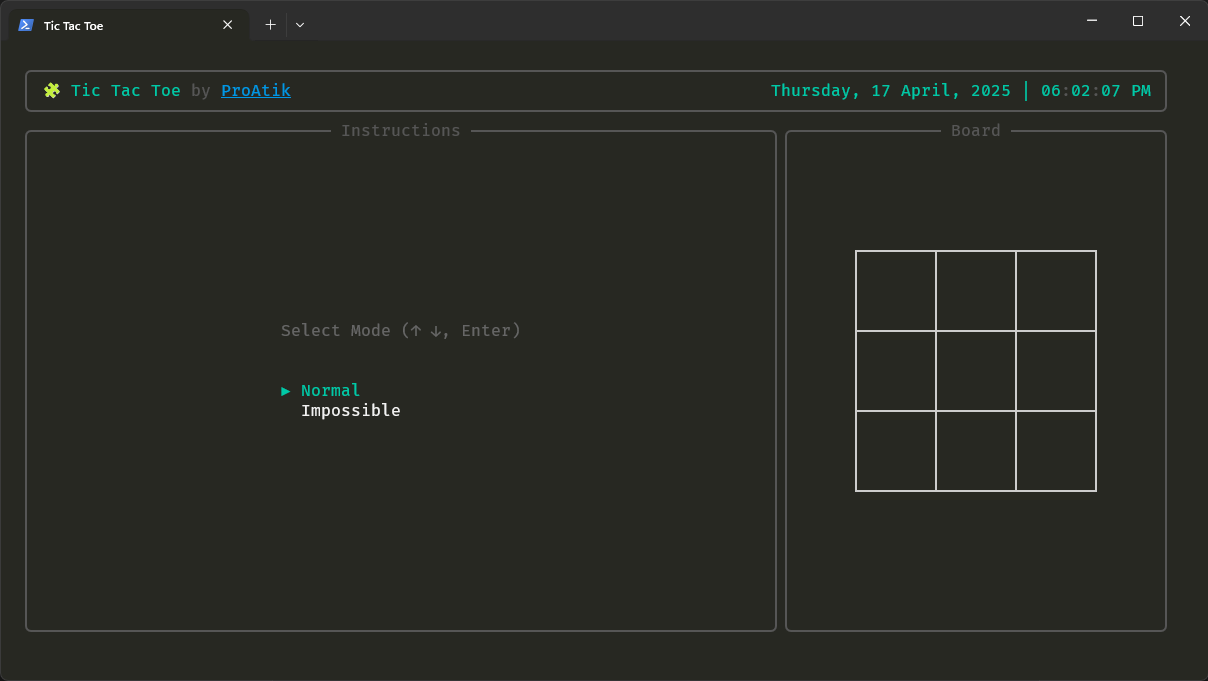 Tic Tac Toe
🧩 Tic Tac Toe by ProAtik
Thursday, 17 April, 2025 | 06:02:07 PM
Instructions
Board
Select Mode (↑ ↓, Enter)
▶ Normal
Impossible